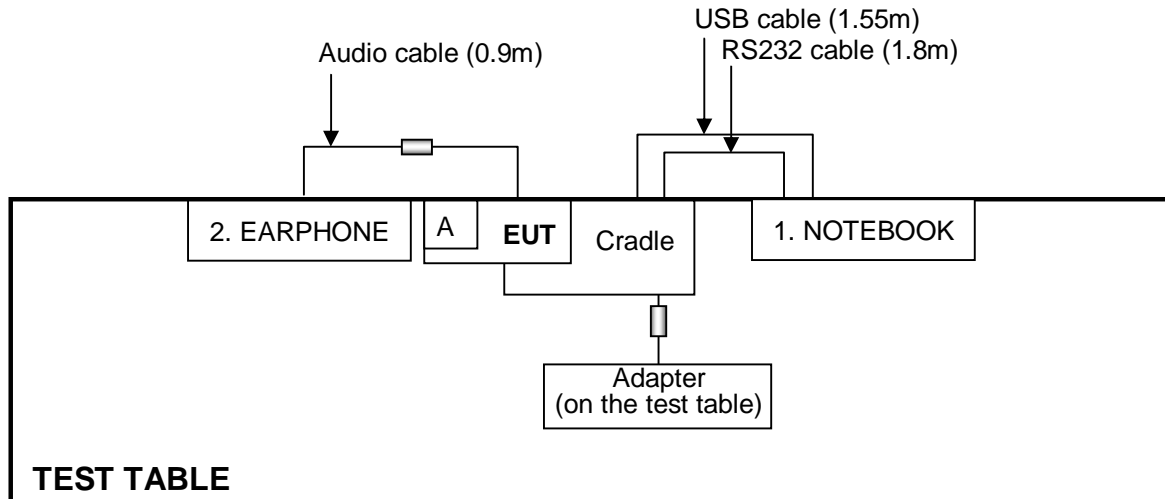 USB cable (1.55m)
Audio cable (0.9m)
RS232 cable (1.8m)
2. EARPHONE
A
EUT
Cradle
1. NOTEBOOK
Adapter
(on the test table)
TEST TABLE